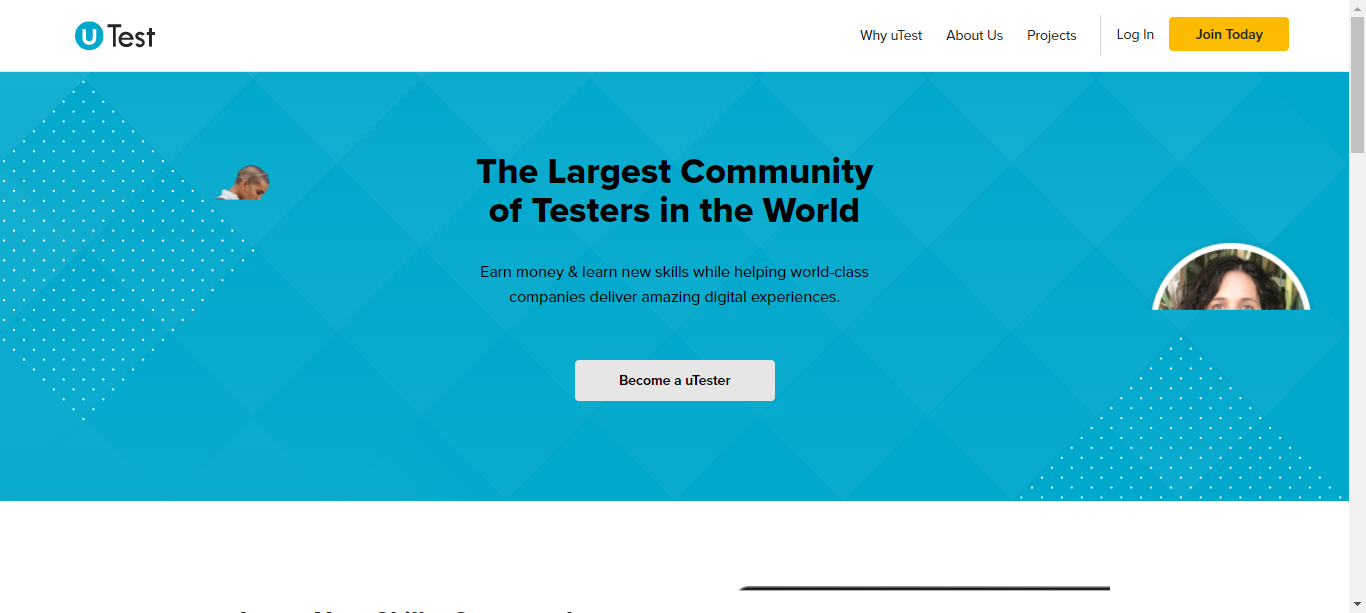 uTest
Why uTest
About Us
Projects
Log In
Join Today
The Largest Community
of Testers in the World
Earn money & learn new skills while helping world-class
companies deliver amazing digital experiences.
Become a uTester